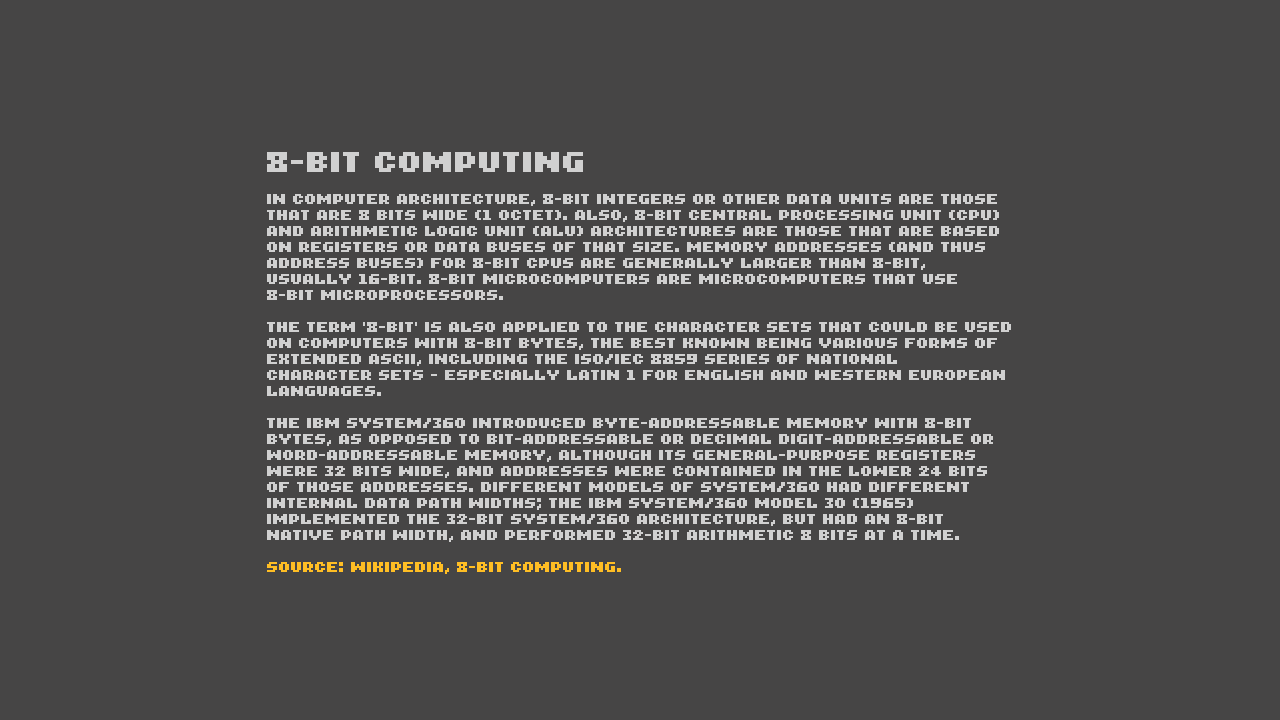 8-BIT COMPUTING
IN COMPUTER ARCHITECTURE, 8-BIT INTEGERS OR OTHER DATA UNITS ARE THOSE
THAT ARE 8 BITS WIDE (1 OCTET). ALSO, 8-BIT CENTRAL PROCESSING UNIT (CPU)
AND ARITHMETIC LOGIC UNIT (ALU) ARCHITECTURES ARE THOSE THAT ARE BASED
ON REGISTERS OR DATA BUSES OF THAT SIZE. MEMORY ADDRESSES (AND THUS
ADDRESS BUSES) FOR 8-BIT CPUS ARE GENERALLY LARGER THAN 8-BIT,
USUALLY 16-BIT. 8-BIT MICROCOMPUTERS ARE MICROCOMPUTERS THAT USE
8-BIT MICROPROCESSORS.
THE TERM '8-BIT' IS ALSO APPLIED TO THE CHARACTER SETS THAT COULD BE USED
ON COMPUTERS WITH 8-BIT BYTES, THE BEST KNOWN BEING VARIOUS FORMS OF
EXTENDED ASCII, INCLUDING THE ISO/IEC 8859 SERIES OF NATIONAL
CHARACTER SETS - ESPECIALLY LATIN 1 FOR ENGLISH AND WESTERN EUROPEAN
LANGUAGES.
THE IBM SYSTEM/360 INTRODUCED BYTE-ADDRESSABLE MEMORY WITH 8-BIT
BYTES, AS OPPOSED TO BIT-ADDRESSABLE OR DECIMAL DIGIT-ADDRESSABLE OR
WORD-ADDRESSABLE MEMORY, ALTHOUGH ITS GENERAL-PURPOSE REGISTERS
WERE 32 BITS WIDE, AND ADDRESSES WERE CONTAINED IN THE LOWER 24 BITS
OF THOSE ADDRESSES. DIFFERENT MODELS OF SYSTEM/360 HAD DIFFERENT
INTERNAL DATA PATH WIDTHS; THE IBM SYSTEM/360 MODEL 30 (1965)
IMPLEMENTED THE 32-BIT SYSTEM/360 ARCHITECTURE, BUT HAD AN 8-BIT
NATIVE PATH WIDTH, AND PERFORMED 32-BIT ARITHMETIC 8 BITS AT A TIME.
SOURCE: WIKIPEDIA, 8-BIT COMPUTING.